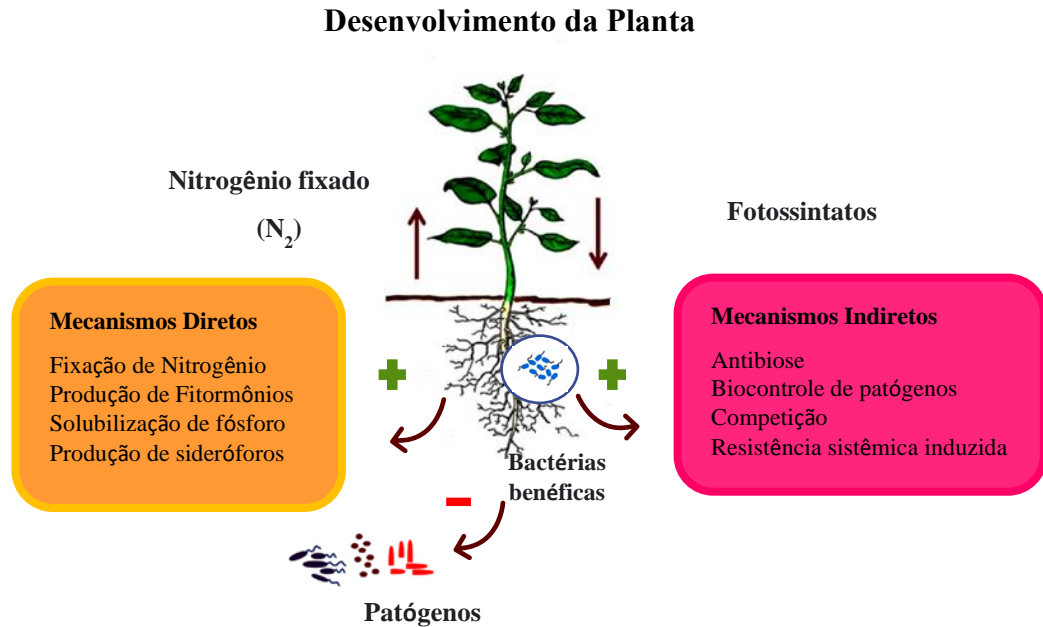 Desenvolvimento da Planta
Nitrogênio fixado
(N₂)
Fotossintatos
Mecanismos Diretos
Fixação de Nitrogênio
Produção de Fitormônios
Solubilização de fósforo
Produção de sideróforos
Mecanismos Indiretos
Antibiose
Biocontrole de patógenos
Competição
Resistência sistêmica induzida
Bactérias
benéficas
Patógenos